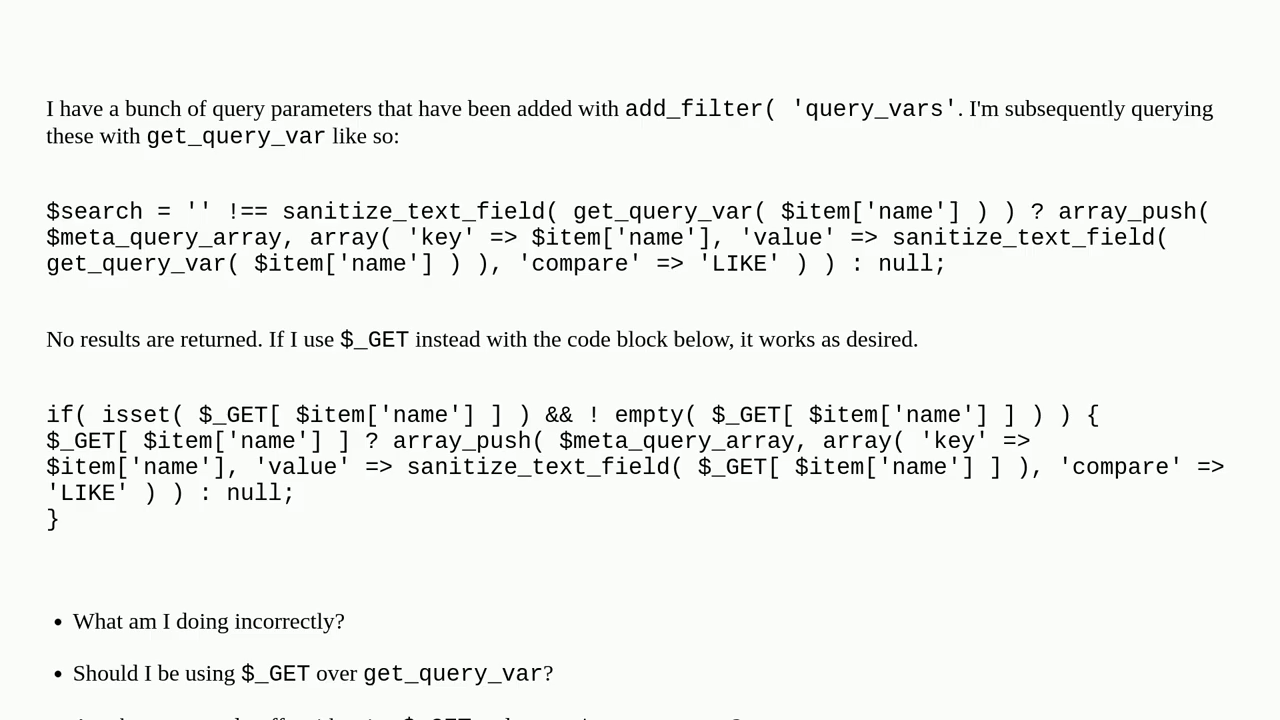 I have a bunch of query parameters that have been added with add_filter( 'query_vars'. I'm subsequently querying
these with get_query_var like so:
$search = '' !== sanitize_text_field( get_query_var( $item['name'] ) ) ? array_push(
$meta_query_array, array( 'key' => $item['name'], 'value' => sanitize_text_field(
get_query_var( $item['name'] ) ), 'compare' => 'LIKE' ) ) : null;
No results are returned. If I use $_GET instead with the code block below, it works as desired.
if( isset( $_GET[ $item['name'] ] ) && ! empty( $_GET[ $item['name'] ] ) ) {
$_GET[ $item['name'] ] ? array_push( $meta_query_array, array( 'key' =>
$item['name'], 'value' => sanitize_text_field( $_GET[ $item['name'] ] ), 'compare' =>
'LIKE' ) ) : null;
}
• What am I doing incorrectly?
• Should I be using $_GET over get_query_var?